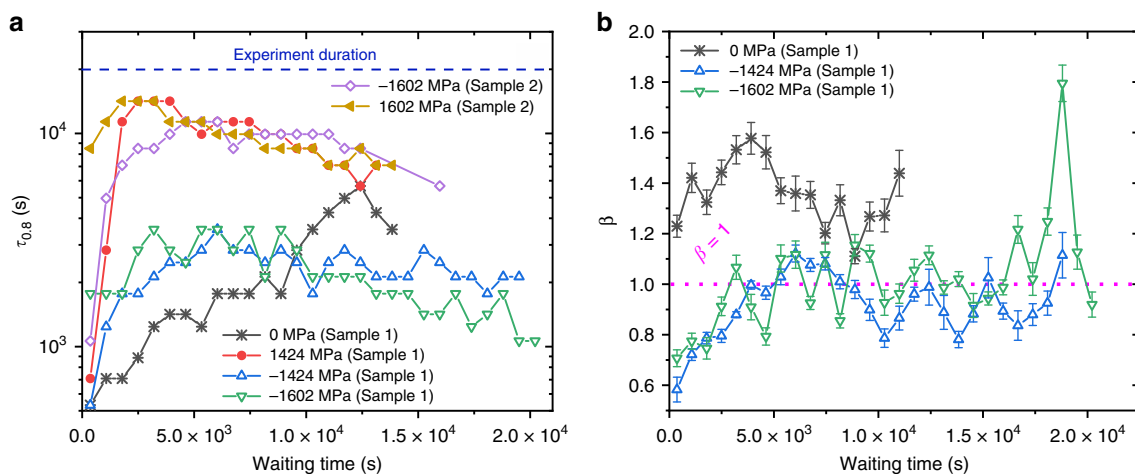 a
τ0.8 (s)
10⁴
10³
Experiment duration
−1602 MPa (Sample 2)
1602 MPa (Sample 2)
0 MPa (Sample 1)
1424 MPa (Sample 1)
−1424 MPa (Sample 1)
−1602 MPa (Sample 1)
0.0 5.0 × 10³ 1.0 × 10⁴ 1.5 × 10⁴ 2.0 × 10⁴
Waiting time (s)
b
β
2.0
1.8
1.6
1.4
1.2
1.0
0.8
0.6
0 MPa (Sample 1)
−1424 MPa (Sample 1)
−1602 MPa (Sample 1)
β = 1
0.0 5.0 × 10³ 1.0 × 10⁴ 1.5 × 10⁴ 2.0 × 10⁴
Waiting time (s)